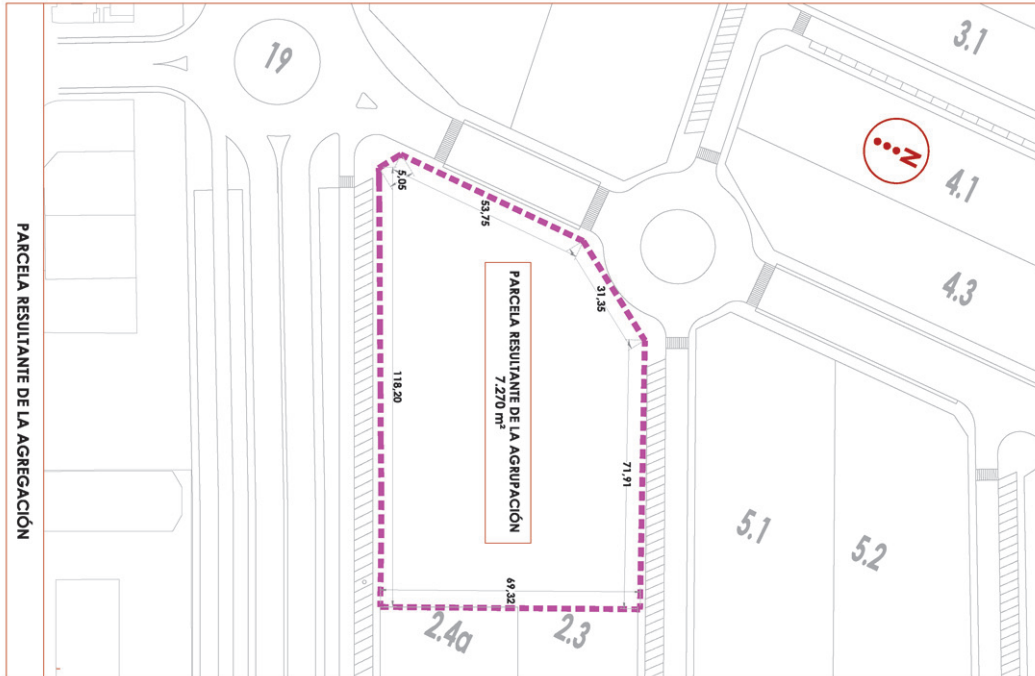 PARCELA RESULTANTE DE LA AGREGACIÓN
19
3.1
4.1
4.3
N
5,05
53,75
31,35
PARCELA RESULTANTE DE LA AGRUPACIÓN
7.270 m²
118,20
71,91
69,32
5.1
5.2
2.4a
2.3